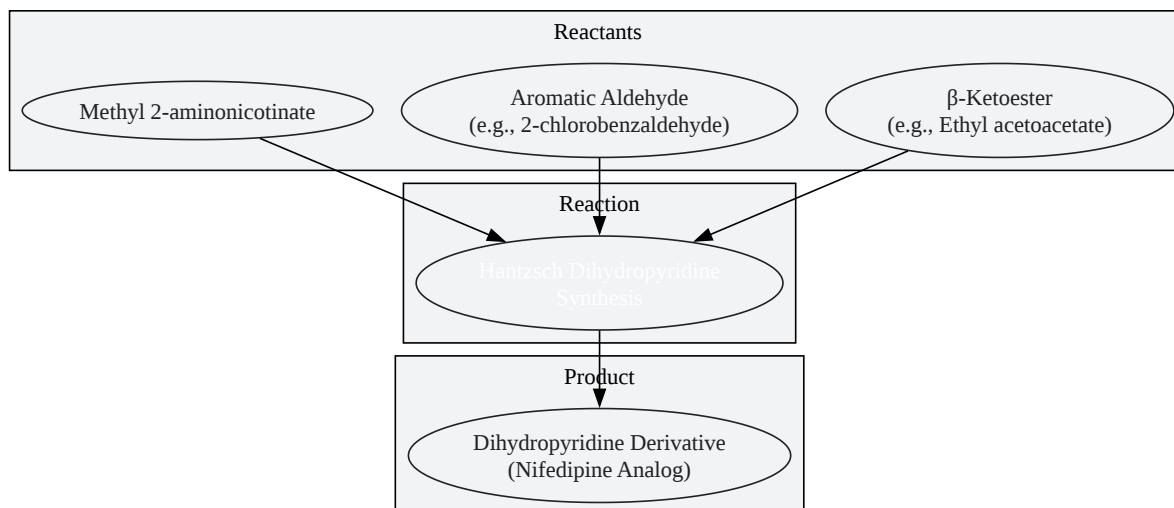 Reactants
Methyl 2-aminonicotinate
Aromatic Aldehyde
(e.g., 2-chlorobenzaldehyde)
β-Ketoester
(e.g., Ethyl acetoacetate)
Reaction
Hantzsch Dihydropyridine
Synthesis
Product
Dihydropyridine Derivative
(Nifedipine Analog)